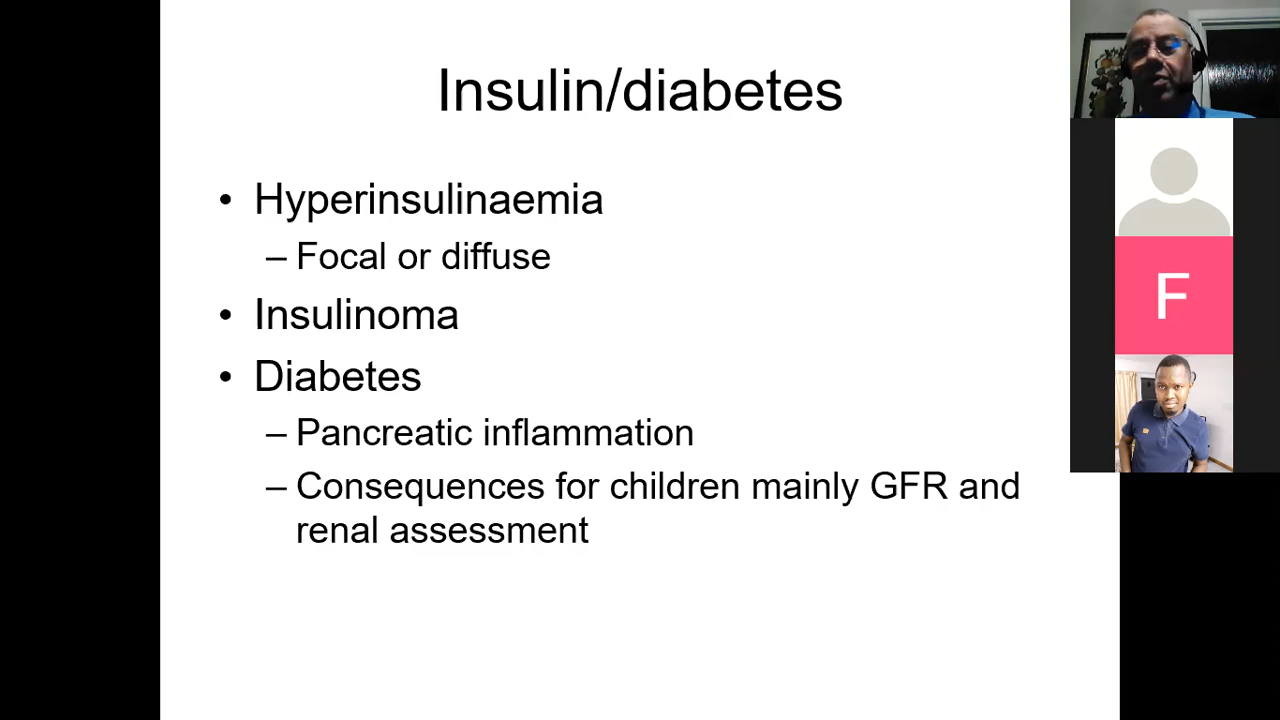 Insulin/diabetes
• Hyperinsulinaemia
– Focal or diffuse
• Insulinoma
• Diabetes
– Pancreatic inflammation
– Consequences for children mainly GFR and
renal assessment
F